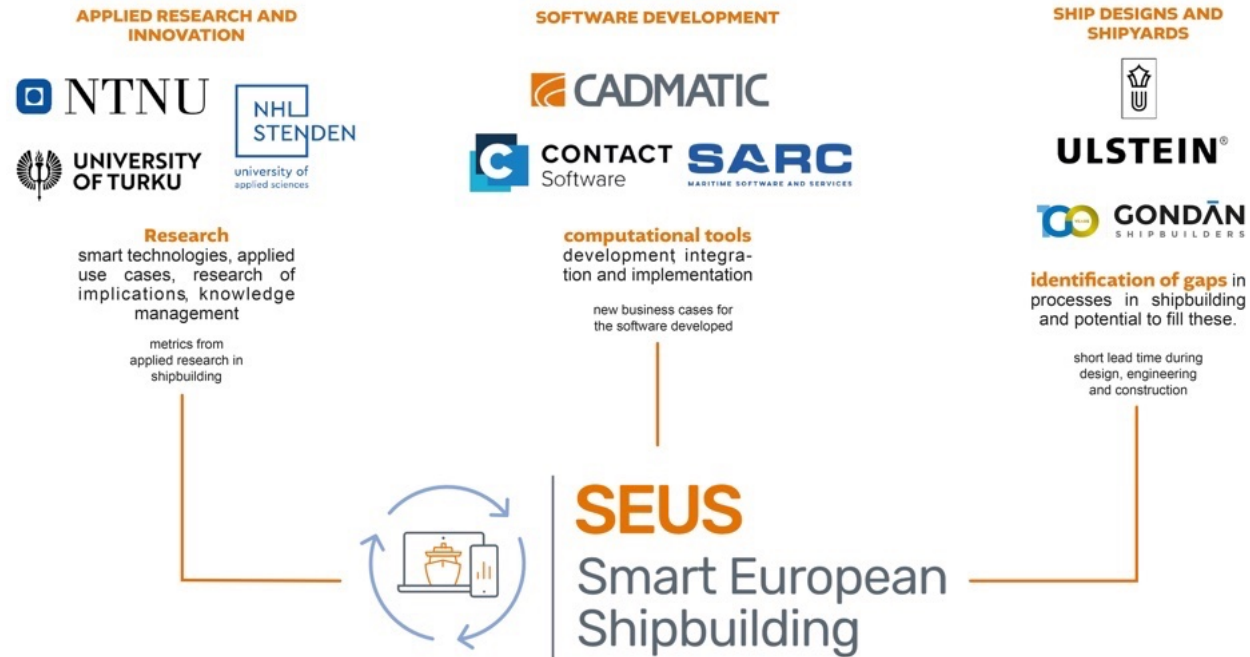 APPLIED RESEARCH AND
INNOVATION
NTNU
NHL
STENDEN
university of
applied sciences
UNIVERSITY
OF TURKU
Research
smart technologies, applied
use cases, research of
implications, knowledge
management
metrics from
applied research in
shipbuilding
SOFTWARE DEVELOPMENT
CADMATIC
C
CONTACT
Software
SARC
MARITIME SOFTWARE AND SERVICES
computational tools
development, integra-
tion and implementation
new business cases for
the software developed
SHIP DESIGNS AND
SHIPYARDS
U
ULSTEIN®
100
GONDĀN
SHIPBUILDERS
identification of gaps in
processes in shipbuilding
and potential to fill these.
short lead time during
design, engineering
and construction
SEUS
Smart European
Shipbuilding